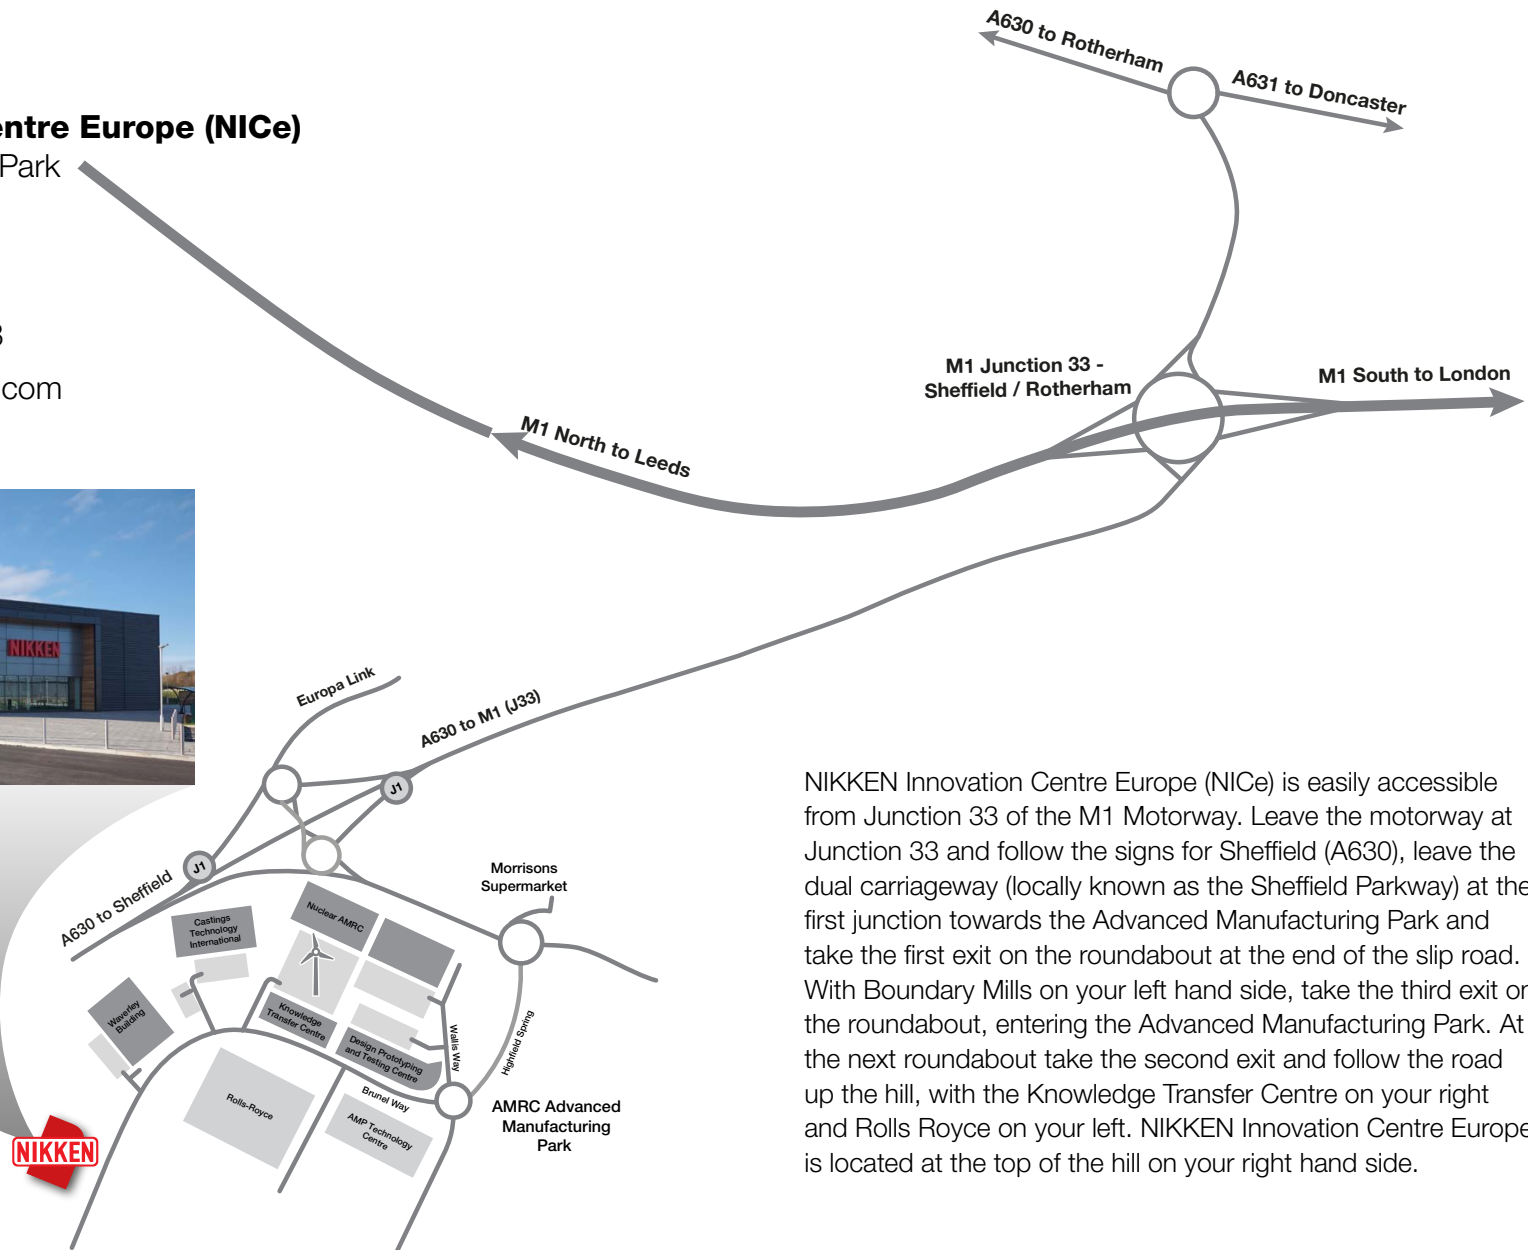 A630 to Rotherham
A631 to Doncaster
entre Europe (NICe)
Park
3
com
M1 Junction 33 -
Sheffield / Rotherham
M1 South to London
M1 North to Leeds
NIKKEN
Europa Link
A630 to M1 (J33)
J1
J1
A630 to Sheffield
Morrisons
Supermarket
Nuclear AMRC
Castings
Technology
International
Waverley
Building
Knowledge
Transfer Centre
Design Prototyping
and Testing Centre
Wallis Way
Highfield Spring
Brunel Way
Rolls-Royce
AMP Technology
Centre
AMRC Advanced
Manufacturing
Park
NIKKEN
NIKKEN Innovation Centre Europe (NICe) is easily accessible
from Junction 33 of the M1 Motorway. Leave the motorway at
Junction 33 and follow the signs for Sheffield (A630), leave the
dual carriageway (locally known as the Sheffield Parkway) at the
first junction towards the Advanced Manufacturing Park and
take the first exit on the roundabout at the end of the slip road.
With Boundary Mills on your left hand side, take the third exit on
the roundabout, entering the Advanced Manufacturing Park. At
the next roundabout take the second exit and follow the road
up the hill, with the Knowledge Transfer Centre on your right
and Rolls Royce on your left. NIKKEN Innovation Centre Europe
is located at the top of the hill on your right hand side.